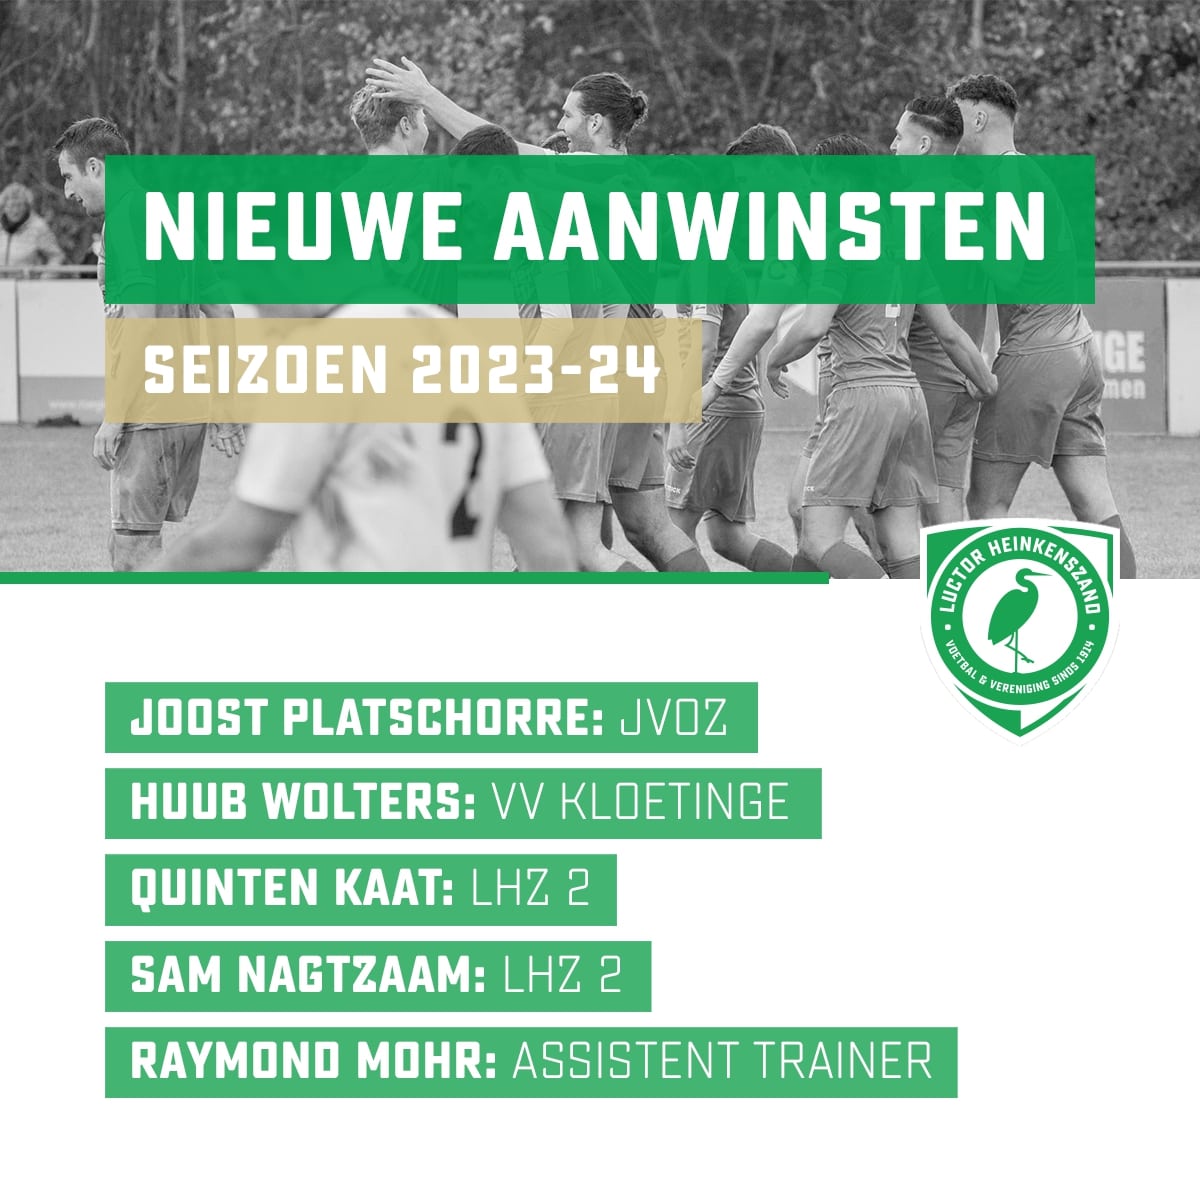 NIEUWE AANWINSTEN
SEIZOEN 2023-24
2
LUCTOR HEINKENSZAND
VOETBAL & VERENIGING SINDS 1914
JOOST PLATSCHORRE: JVOZ
HUUB WOLTERS: VV KLOETINGE
QUINTEN KAAT: LHZ 2
SAM NAGTZAAM: LHZ 2
RAYMOND MOHR: ASSISTENT TRAINER